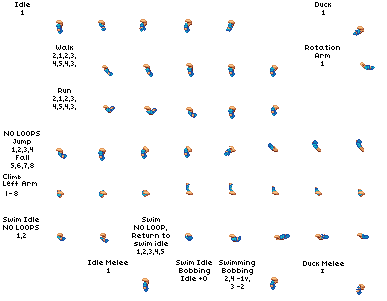 Idle
1
Duck
1
Walk
2,1,2,3,
4,5,4,3,
Rotation
Arm
1
Run
2,1,2,3,
4,5,4,3,
NO LOOPS
Jump
1,2,3,4
Fall
5,6,7,8
Climb
Left Arm
1-8
Swim Idle
NO LOOPS
1,2
Swim
NO LOOP,
Return to
swim idle
1,2,3,4,5
Idle Melee
1
Swim Idle
Bobbing
Idle +0
Swimming
Bobbing
2,4 -1v,
3 -2
Duck Melee
1